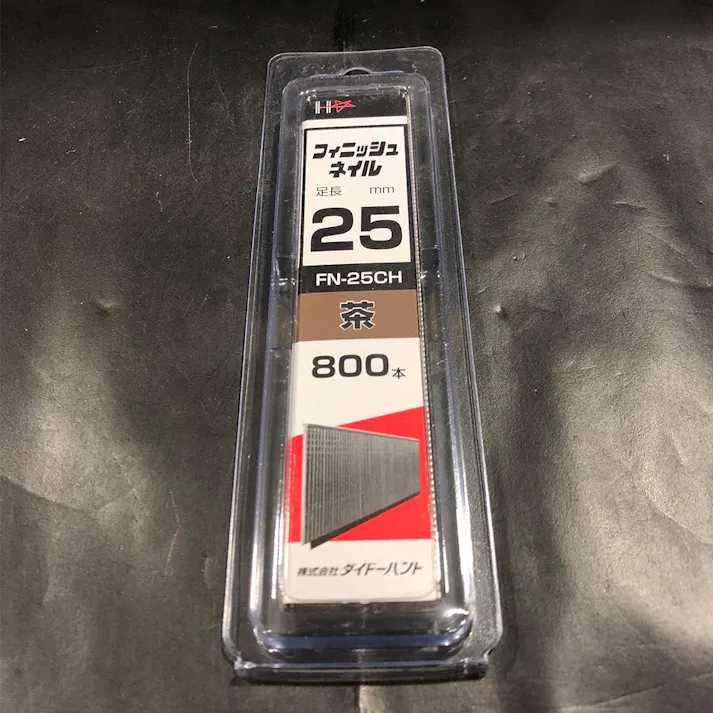 フィニッシュ
ネイル
足長 mm
25
FN-25CH
茶
800本
株式会社 ダイドーハント